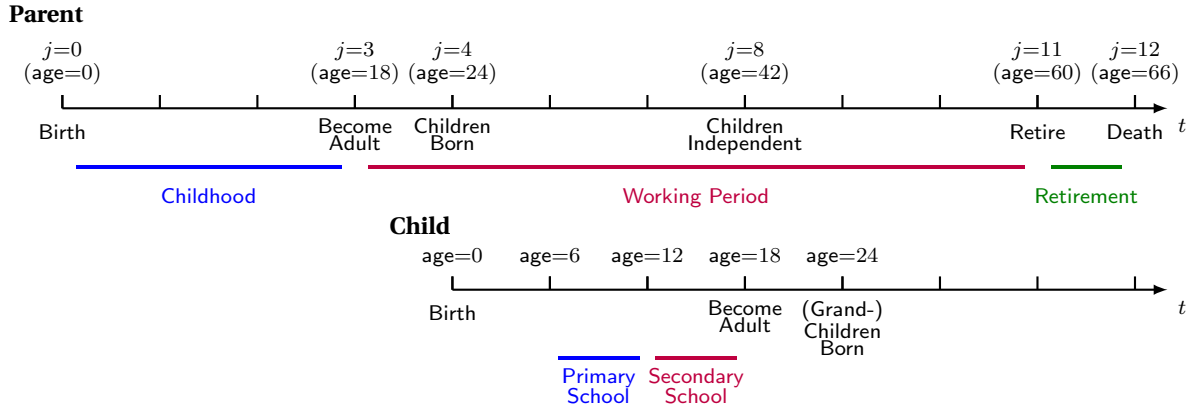 Parent
j=0 j=3 j=4 j=8 j=11 j=12
(age=0) (age=18) (age=24) (age=42) (age=60) (age=66)
Birth Become Adult Children Born Children Independent Retire Death t
Childhood Working Period Retirement
Child
age=0 age=6 age=12 age=18 age=24
Birth Become Adult (Grand-) Children Born t
Primary School Secondary School